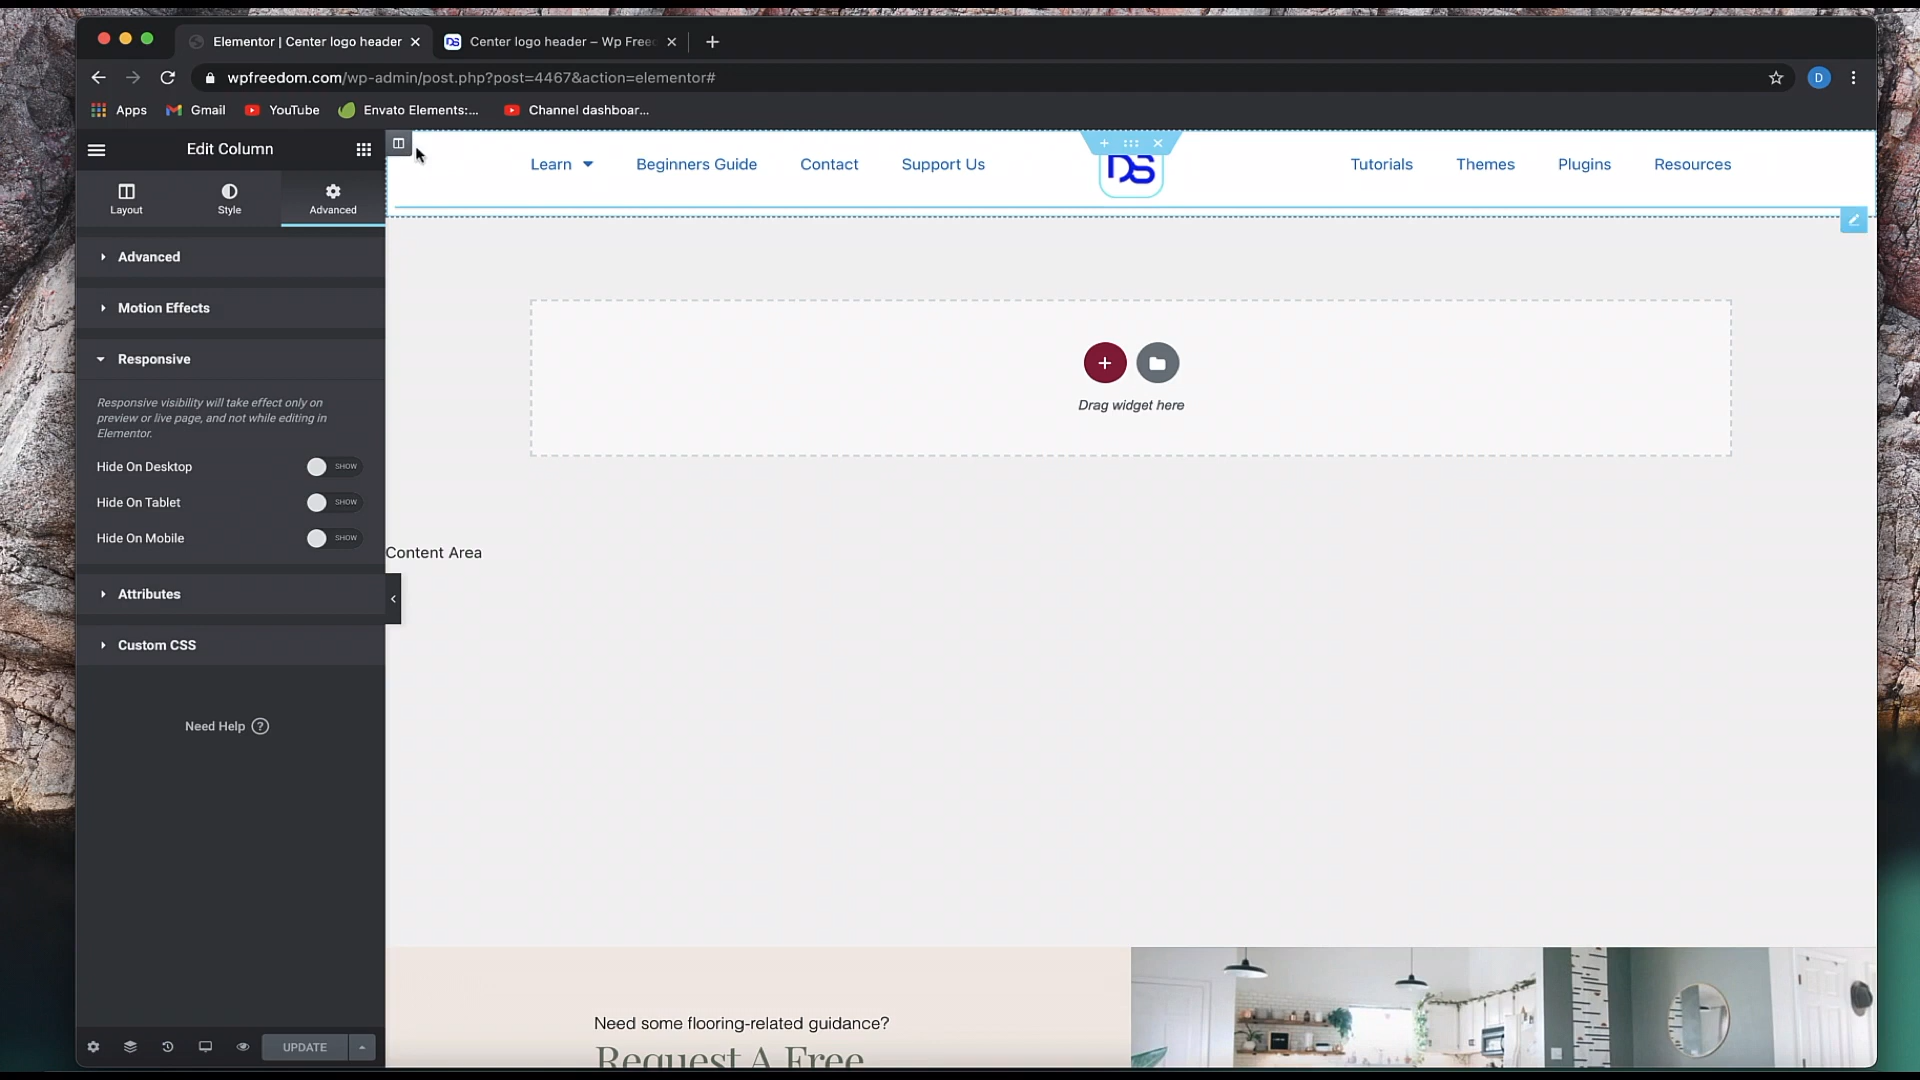 Elementor | Center logo header
Center logo header – Wp Free
wpfreedom.com/wp-admin/post.php?post=4467&action=elementor#
D
Apps
Gmail
YouTube
Envato Elements:...
Channel dashboar...
Edit Column
Layout
Style
Advanced
Advanced
Motion Effects
Responsive
Responsive visibility will take effect only on
preview or live page, and not while editing in
Elementor.
Hide On Desktop
SHOW
Hide On Tablet
SHOW
Hide On Mobile
SHOW
Attributes
Custom CSS
Need Help ?
UPDATE
Learn
Beginners Guide
Contact
Support Us
DS
Tutorials
Themes
Plugins
Resources
Drag widget here
Content Area
Need some flooring-related guidance?
Request A Free